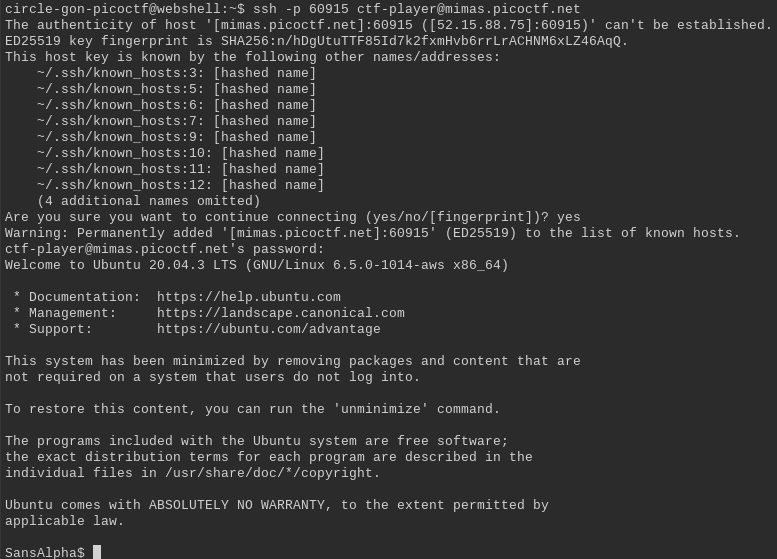 circle-gon-picoctf@webshell:~$ ssh -p 60915 ctf-player@mimas.picoctf.net
The authenticity of host '[mimas.picoctf.net]:60915 ([52.15.88.75]:60915)' can't be established.
ED25519 key fingerprint is SHA256:n/hDgUtuTTF85Id7k2fxmHvb6rrLrACHNM6xLZ46AqQ.
This host key is known by the following other names/addresses:
    ~/.ssh/known_hosts:3: [hashed name]
    ~/.ssh/known_hosts:5: [hashed name]
    ~/.ssh/known_hosts:6: [hashed name]
    ~/.ssh/known_hosts:7: [hashed name]
    ~/.ssh/known_hosts:9: [hashed name]
    ~/.ssh/known_hosts:10: [hashed name]
    ~/.ssh/known_hosts:11: [hashed name]
    ~/.ssh/known_hosts:12: [hashed name]
    (4 additional names omitted)
Are you sure you want to continue connecting (yes/no/[fingerprint])? yes
Warning: Permanently added '[mimas.picoctf.net]:60915' (ED25519) to the list of known hosts.
ctf-player@mimas.picoctf.net's password:
Welcome to Ubuntu 20.04.3 LTS (GNU/Linux 6.5.0-1014-aws x86_64)

 * Documentation:  https://help.ubuntu.com
 * Management:     https://landscape.canonical.com
 * Support:        https://ubuntu.com/advantage

This system has been minimized by removing packages and content that are
not required on a system that users do not log into.

To restore this content, you can run the 'unminimize' command.

The programs included with the Ubuntu system are free software;
the exact distribution terms for each program are described in the
individual files in /usr/share/doc/*/copyright.

Ubuntu comes with ABSOLUTELY NO WARRANTY, to the extent permitted by
applicable law.

SansAlpha$